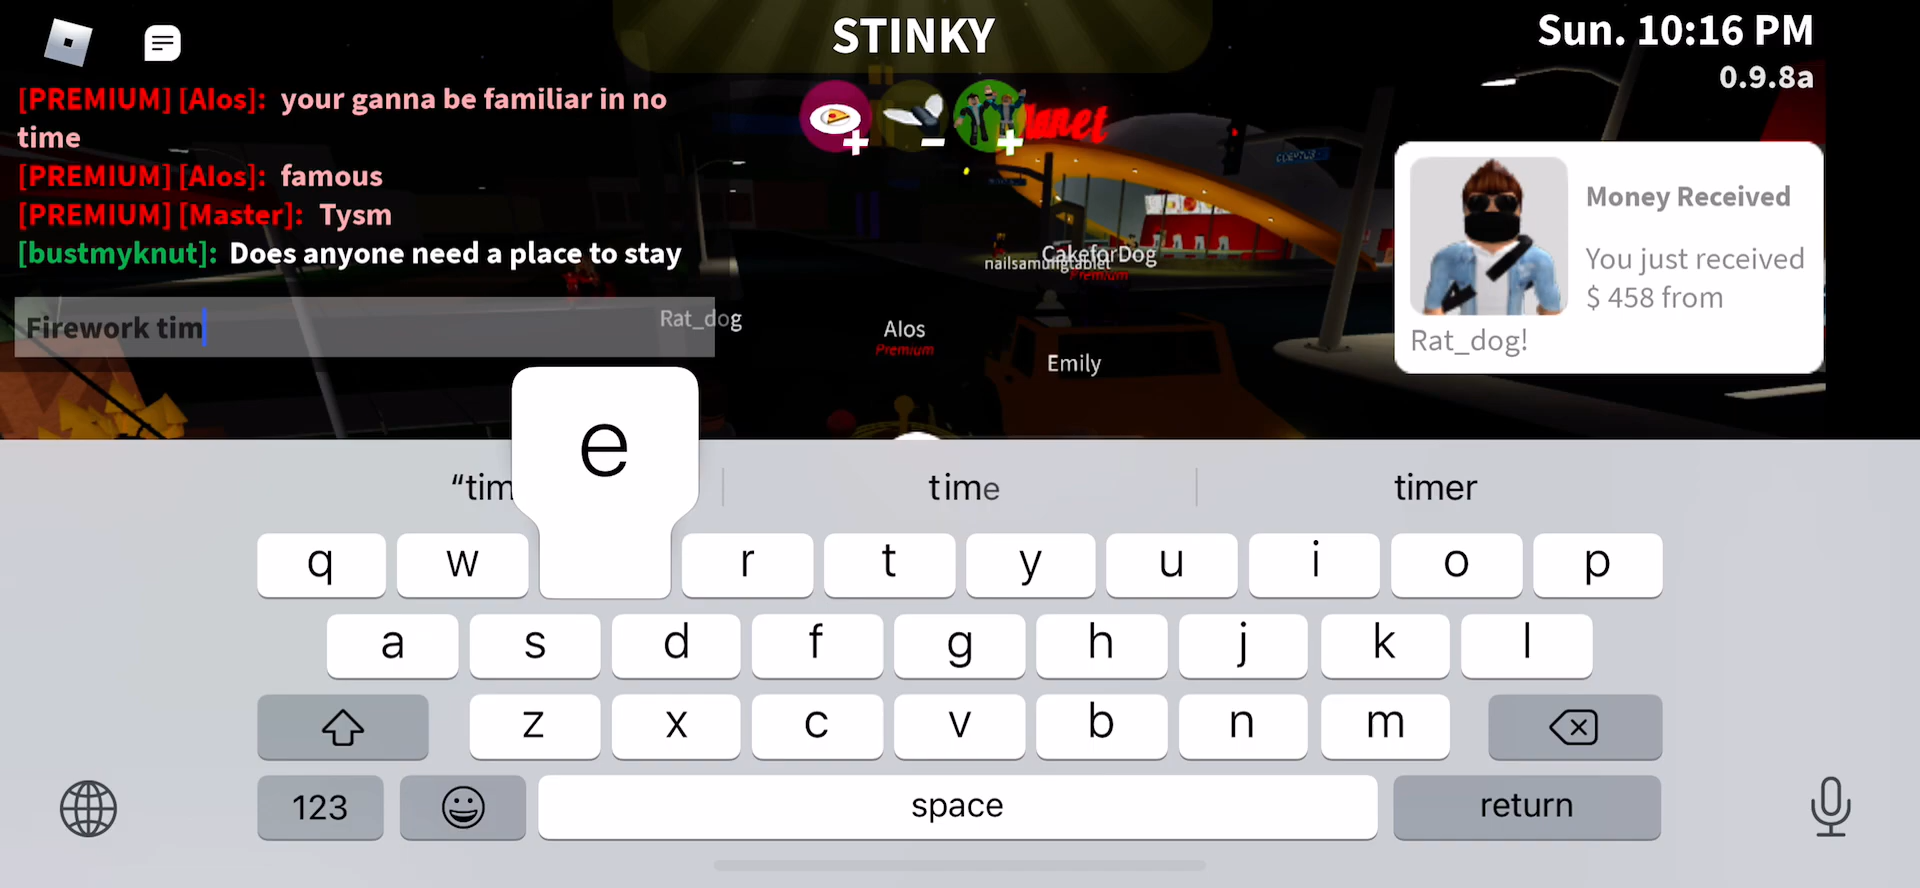 STINKY
Sun. 10:16 PM
0.9.8a
[PREMIUM] [Alos]: your ganna be familiar in no
time
[PREMIUM] [Alos]: famous
[PREMIUM] [Master]: Tysm
[bustmyknut]: Does anyone need a place to stay
Firework tim
lanet
CakeforDog
Premium
Rat_dog
Alos
Premium
Emily
Money Received
You just received
$ 458 from
Rat_dog!
e
“tim
time
timer
q w r t y u i o p
a s d f g h j k l
z x c v b n m
123 space return